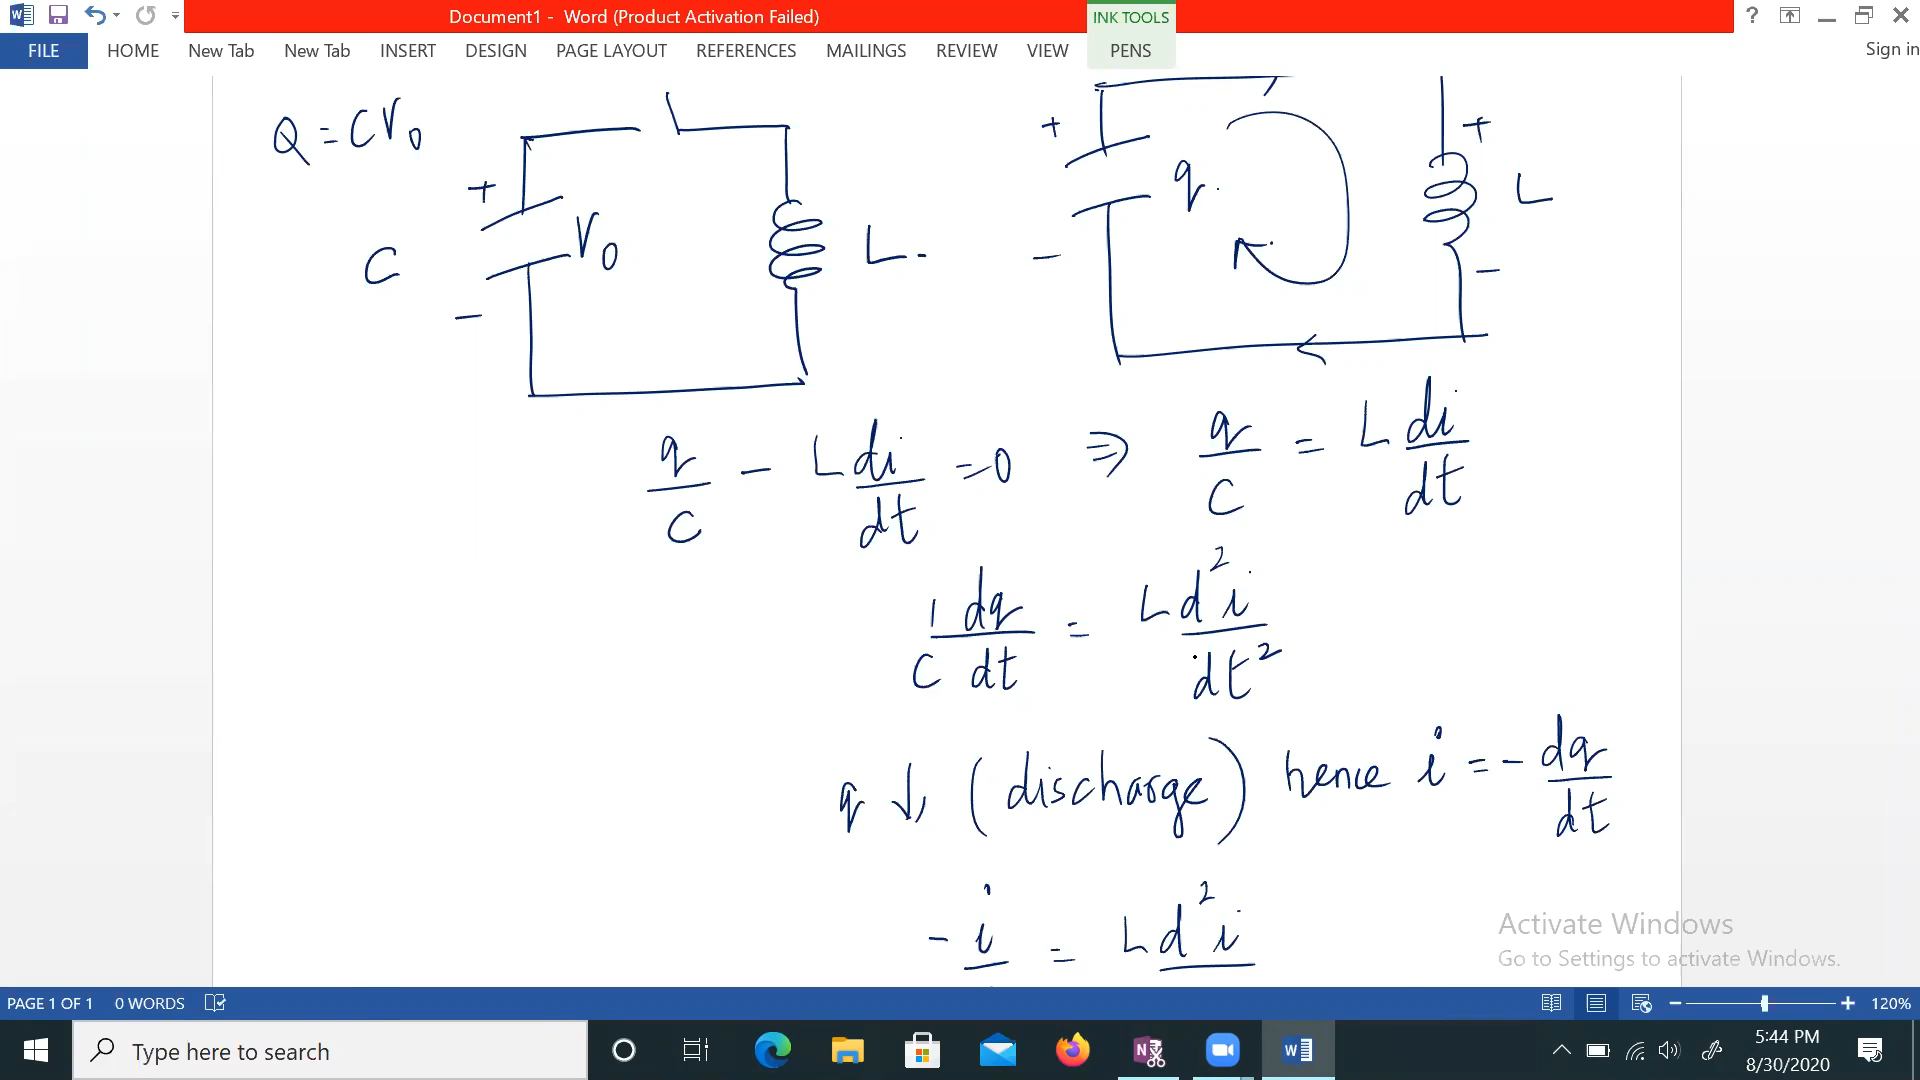 Document1 - Word (Product Activation Failed)
INK TOOLS
FILE HOME New Tab New Tab INSERT DESIGN PAGE LAYOUT REFERENCES MAILINGS REVIEW VIEW PENS
Sign in
Q = CV₀
+ C V₀ − L.
+ − q. + − L
q/C − L di/dt = 0 ⇒ q/C = L di/dt
1/C dq/dt = L d²i/dt²
q ↓, (discharge) hence i = − dq/dt
− i = L d²i
Activate Windows
Go to Settings to activate Windows.
PAGE 1 OF 1 0 WORDS 120%
Type here to search
5:44 PM
8/30/2020